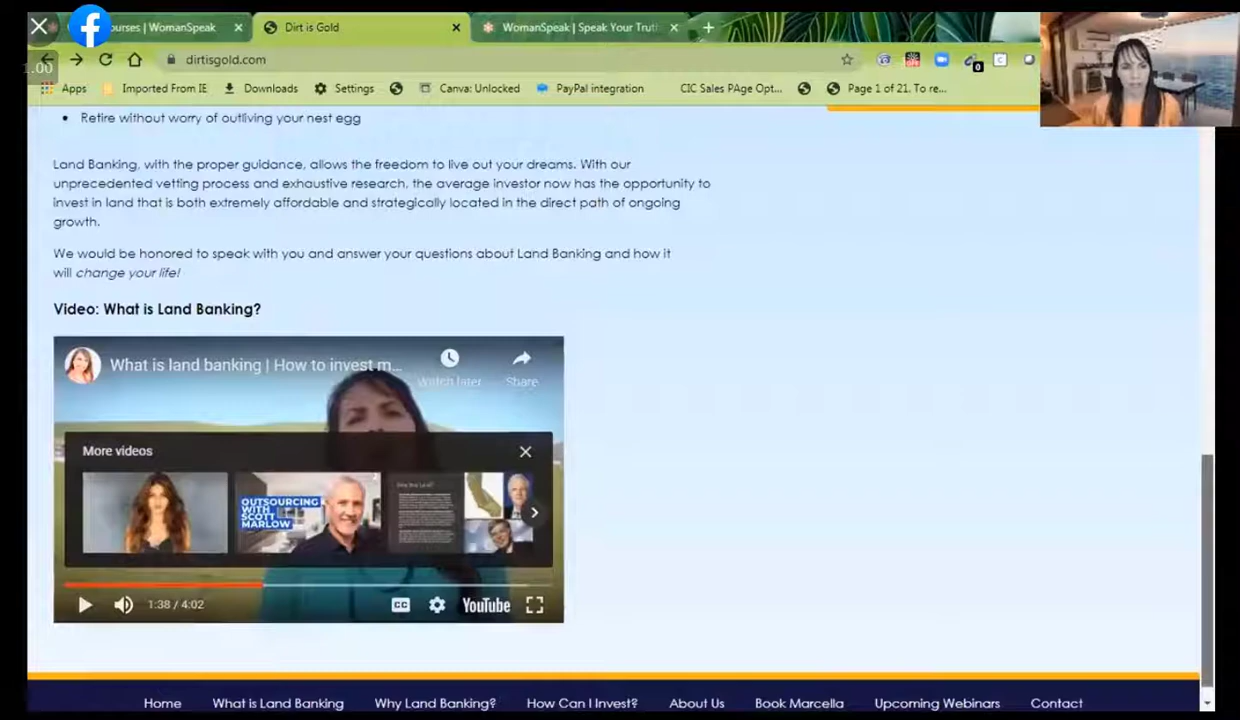 ourses | WomanSpeak
Dirt is Gold
WomanSpeak | Speak Your Truth
1.00
dirtisgold.com
0
Apps
Imported From IE
Downloads
Settings
Canva: Unlocked
PayPal integration
CIC Sales PAge Opt...
Page 1 of 21. To re...
• Retire without worry of outliving your nest egg
Land Banking, with the proper guidance, allows the freedom to live out your dreams. With our
unprecedented vetting process and exhaustive research, the average investor now has the opportunity to
invest in land that is both extremely affordable and strategically located in the direct path of ongoing
growth.
We would be honored to speak with you and answer your questions about Land Banking and how it
will change your life!
Video: What is Land Banking?
What is land banking | How to invest m...
Watch later
Share
More videos
OUTSOURCING
WITH
SCOTT
MARLOW
1:38 / 4:02
CC
YouTube
Home
What is Land Banking
Why Land Banking?
How Can I Invest?
About Us
Book Marcella
Upcoming Webinars
Contact